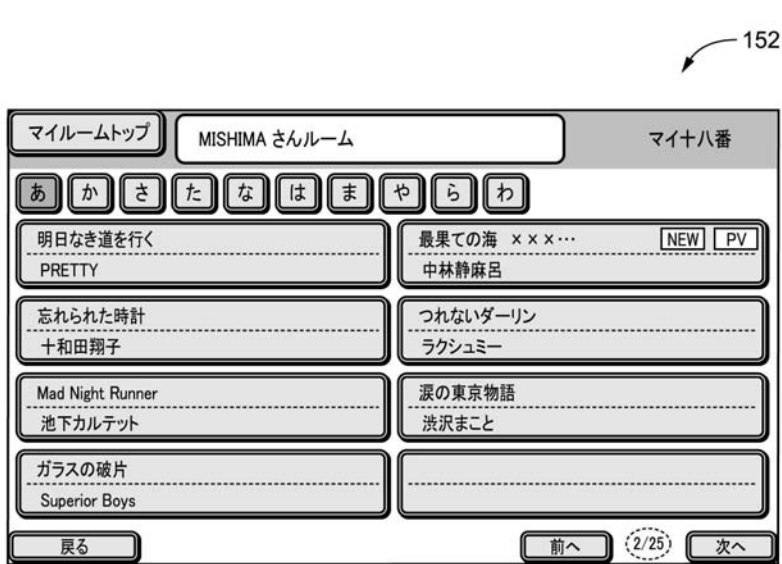 152
マイルームトップ
MISHIMA さんルーム
マイ十八番
あ か さ た な は ま や ら わ
明日なき道を行く
PRETTY
最果ての海 ×××… NEW PV
中林静麻呂
忘れられた時計
十和田翔子
つれないダーリン
ラクシュミー
Mad Night Runner
池下カルテット
涙の東京物語
渋沢まこと
ガラスの破片
Superior Boys
戻る
前へ
2/25
次へ